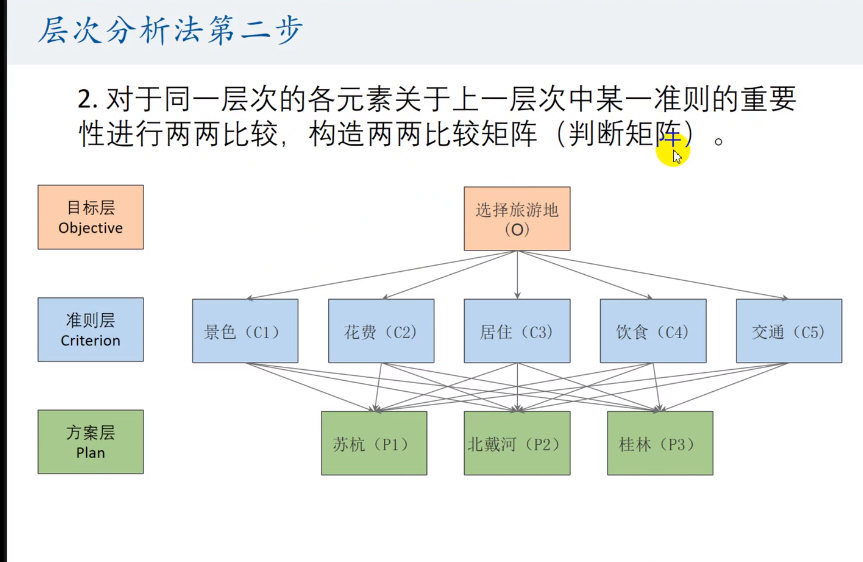 层次分析法第二步
2. 对于同一层次的各元素关于上一层次中某一准则的重要
性进行两两比较，构造两两比较矩阵（判断矩阵）。
目标层
Objective
选择旅游地
（O）
准则层
Criterion
景色（C1）
花费（C2）
居住（C3）
饮食（C4）
交通（C5）
方案层
Plan
苏杭（P1）
北戴河（P2）
桂林（P3）